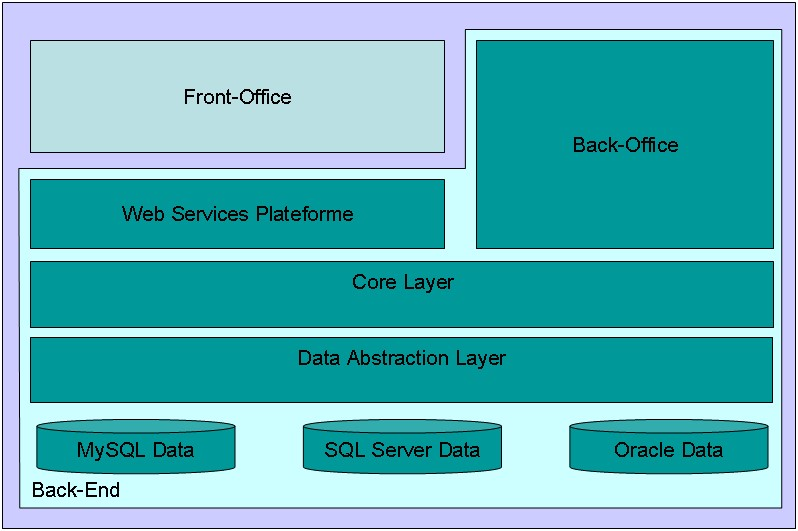 Front-Office
Back-Office
Web Services Plateforme
Core Layer
Data Abstraction Layer
MySQL Data
SQL Server Data
Oracle Data
Back-End